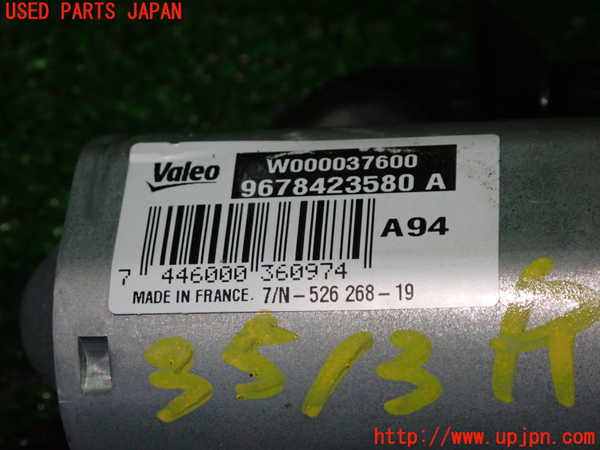 USED PARTS JAPAN
Valeo
W000037600
9678423580 A
A94
7 446000 360974
MADE IN FRANCE. 7/N-526 268-19
3513
http://www.upjpn.com/